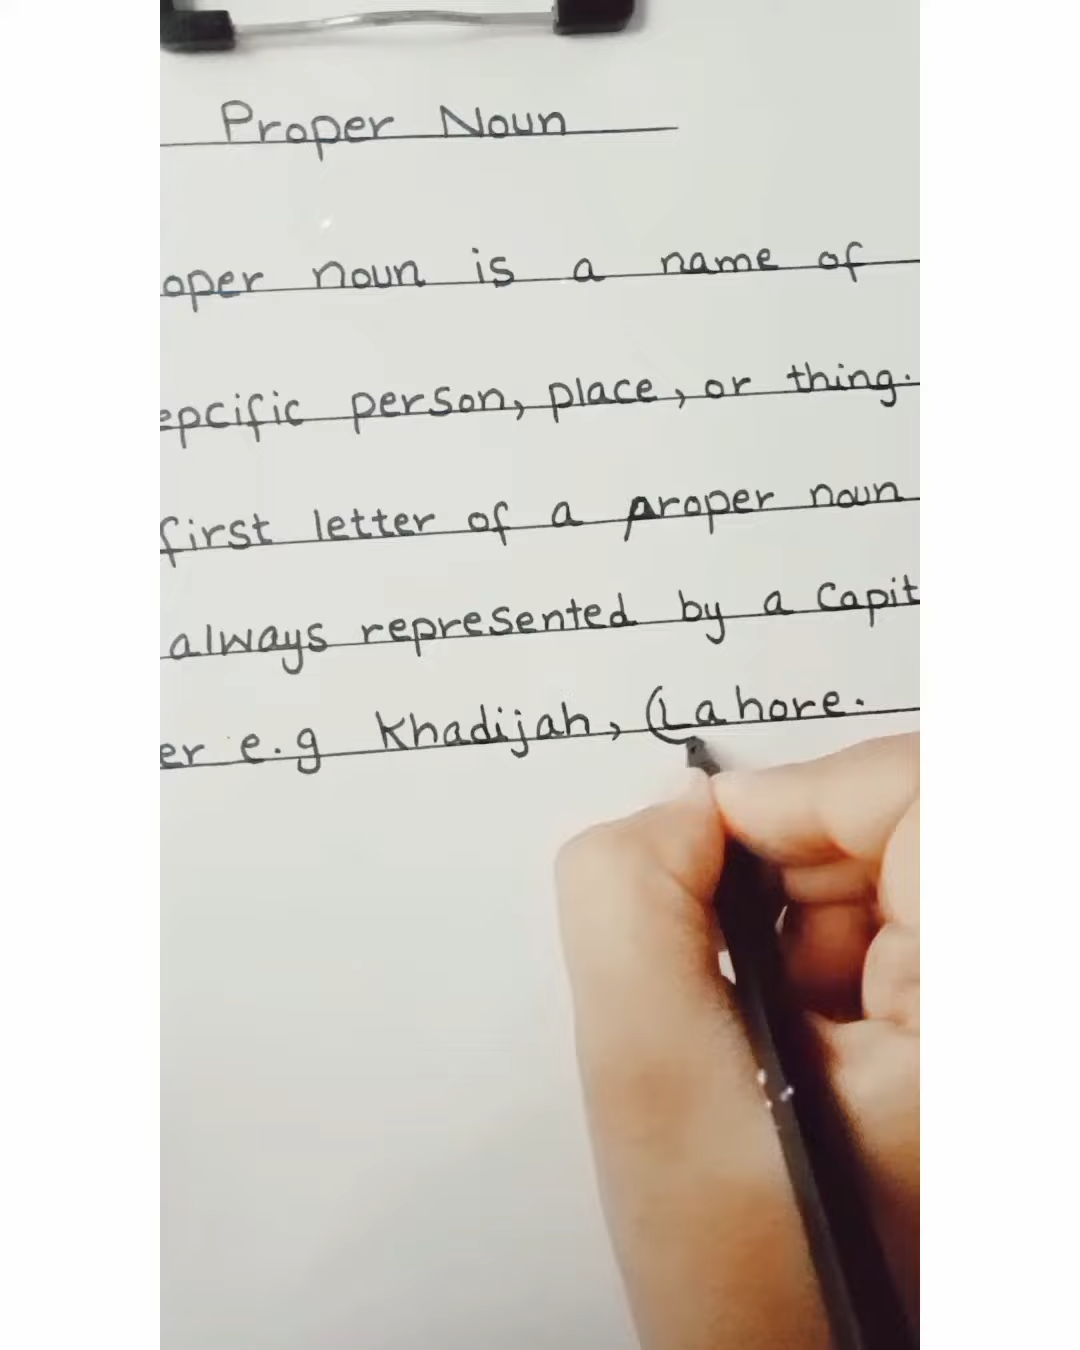 Proper Noun
oper noun is a name of
epcific person, place, or thing.
first letter of a proper noun
always represented by a Capit
er e.g Khadijah, Lahore.